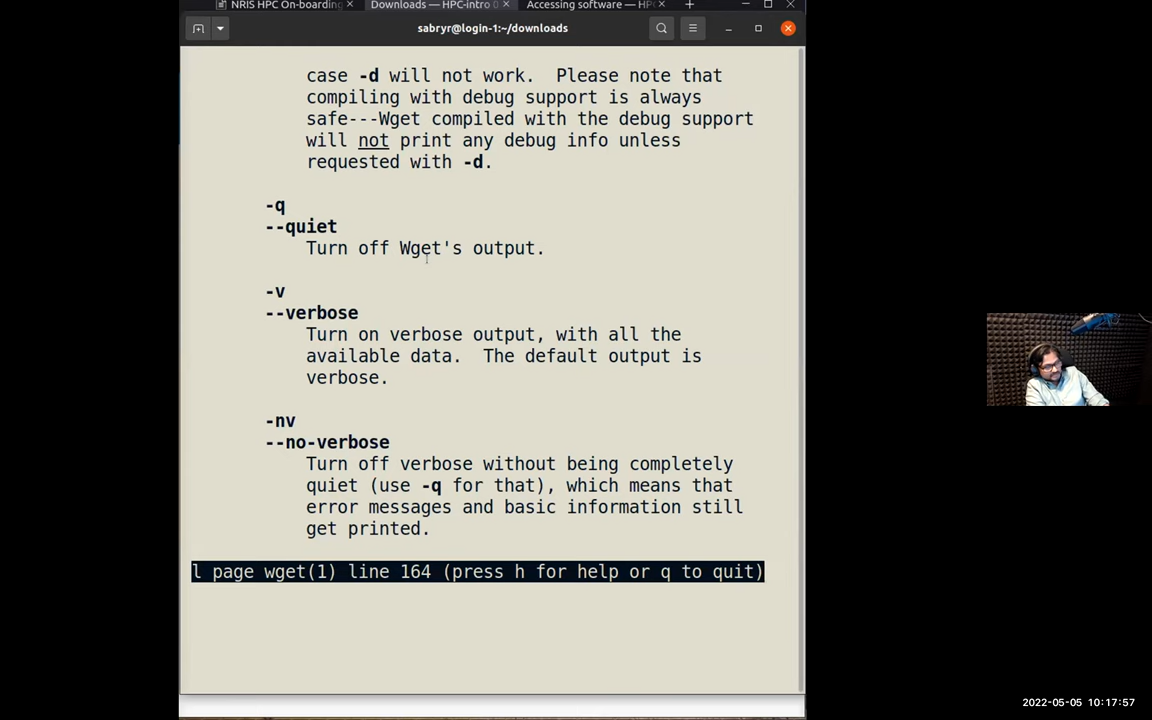 NRIS HPC On-boarding × Downloads — HPC-intro 0 × Accessing software — HP ×
sabryr@login-1:~/downloads
case -d will not work.  Please note that
compiling with debug support is always
safe---Wget compiled with the debug support
will not print any debug info unless
requested with -d.
-q
--quiet
Turn off Wget's output.
-v
--verbose
Turn on verbose output, with all the
available data.  The default output is
verbose.
-nv
--no-verbose
Turn off verbose without being completely
quiet (use -q for that), which means that
error messages and basic information still
get printed.
l page wget(1) line 164 (press h for help or q to quit)
2022-05-05 10:17:57